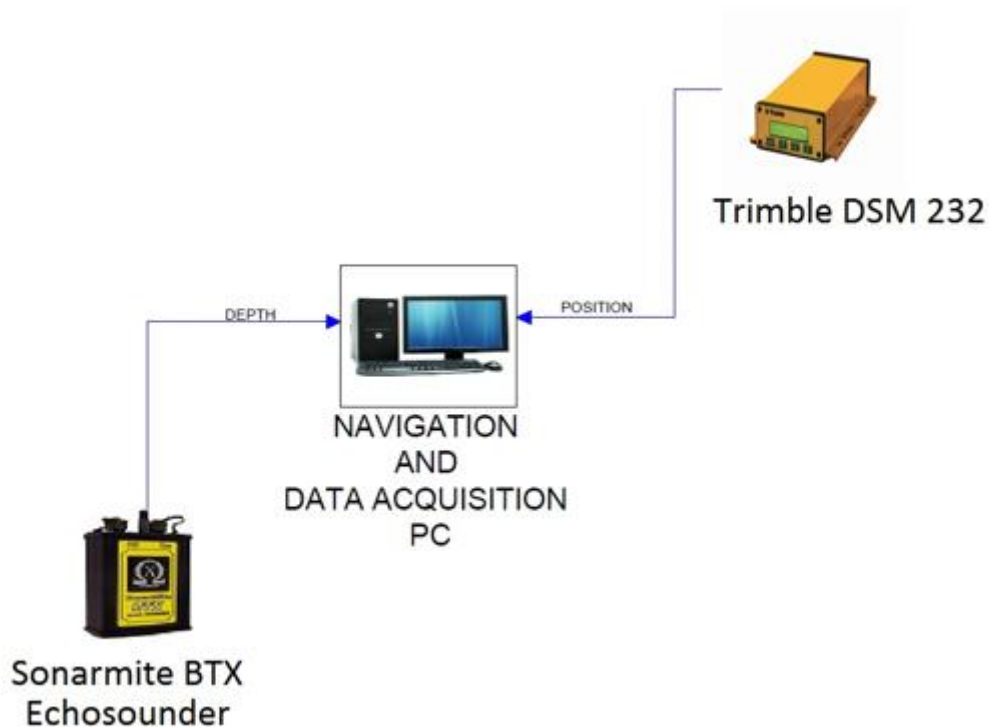 Trimble DSM 232
DEPTH
POSITION
NAVIGATION
AND
DATA ACQUISITION
PC
Sonarmite BTX
Echosounder